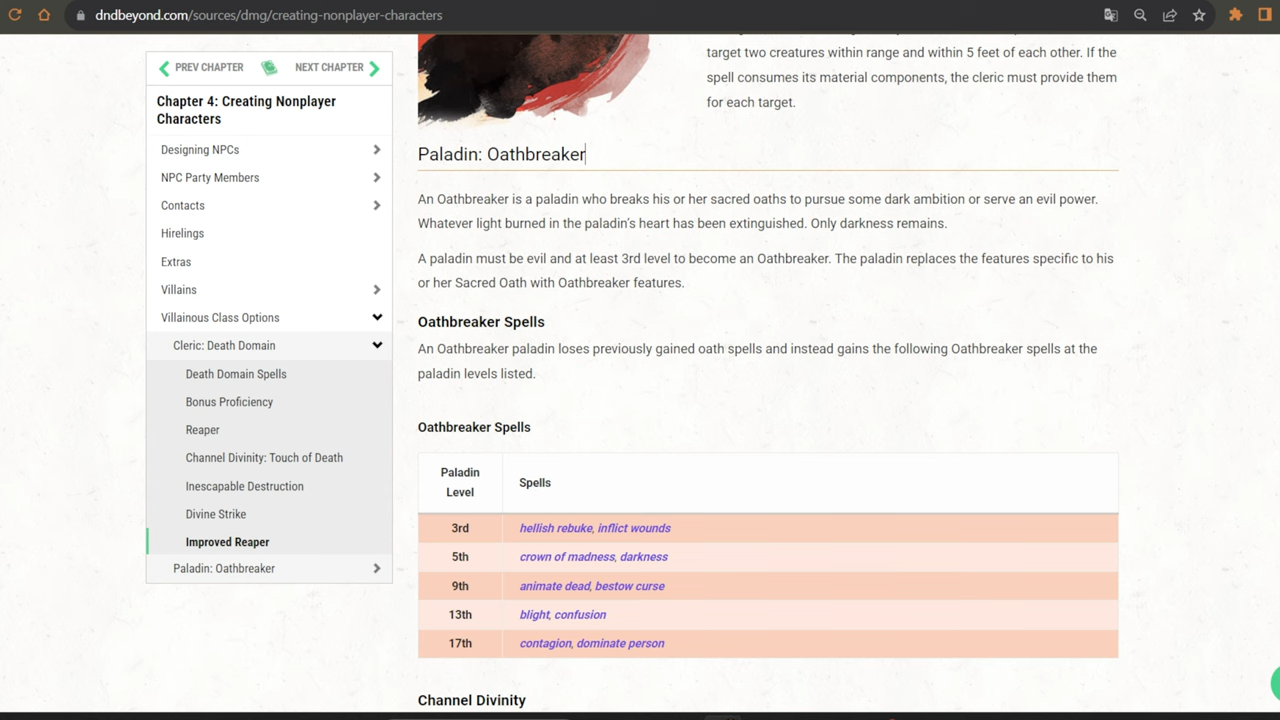 dndbeyond.com/sources/dmg/creating-nonplayer-characters
PREV CHAPTER
NEXT CHAPTER
Chapter 4: Creating Nonplayer
Characters
Designing NPCs
NPC Party Members
Contacts
Hirelings
Extras
Villains
Villainous Class Options
Cleric: Death Domain
Death Domain Spells
Bonus Proficiency
Reaper
Channel Divinity: Touch of Death
Inescapable Destruction
Divine Strike
Improved Reaper
Paladin: Oathbreaker
target two creatures within range and within 5 feet of each other. If the
spell consumes its material components, the cleric must provide them
for each target.
Paladin: Oathbreaker
An Oathbreaker is a paladin who breaks his or her sacred oaths to pursue some dark ambition or serve an evil power.
Whatever light burned in the paladin's heart has been extinguished. Only darkness remains.
A paladin must be evil and at least 3rd level to become an Oathbreaker. The paladin replaces the features specific to his
or her Sacred Oath with Oathbreaker features.
Oathbreaker Spells
An Oathbreaker paladin loses previously gained oath spells and instead gains the following Oathbreaker spells at the
paladin levels listed.
Oathbreaker Spells
Paladin
Level
Spells
3rd hellish rebuke, inflict wounds
5th crown of madness, darkness
9th animate dead, bestow curse
13th blight, confusion
17th contagion, dominate person
Channel Divinity